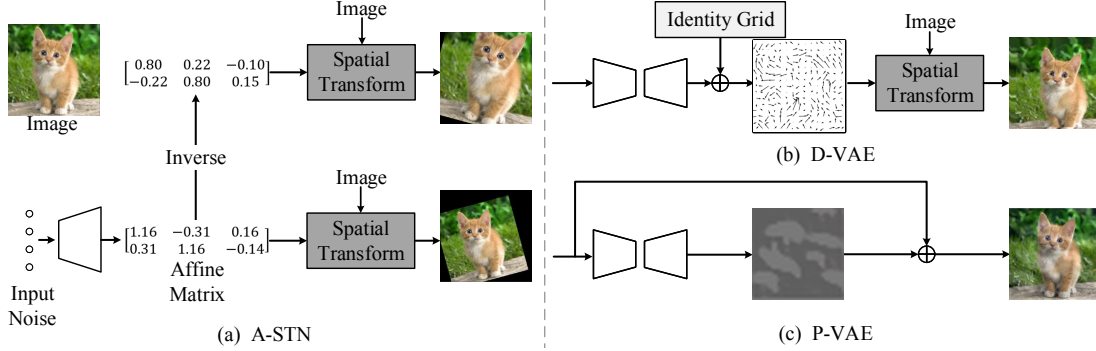 Image
[0.80 0.22 −0.10
−0.22 0.80 0.15]
Image
Spatial
Transform
Inverse
Input
Noise
[1.16 −0.31 0.16
0.31 1.16 −0.14]
Affine
Matrix
Image
Spatial
Transform
(a) A-STN
Identity Grid
Image
Spatial
Transform
(b) D-VAE
(c) P-VAE